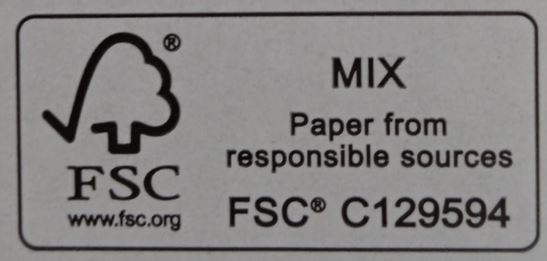 ®
MIX
Paper from
responsible sources
FSC
www.fsc.org
FSC® C129594